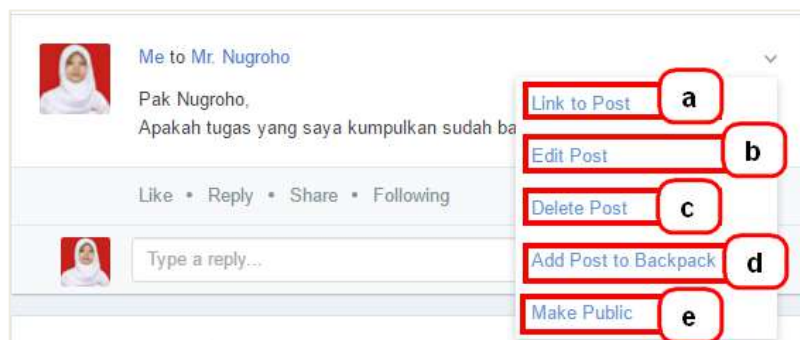 Me to Mr. Nugroho
Pak Nugroho,
Apakah tugas yang saya kumpulkan sudah ba
Like • Reply • Share • Following
Type a reply...
Link to Post a
Edit Post b
Delete Post c
Add Post to Backpack d
Make Public e